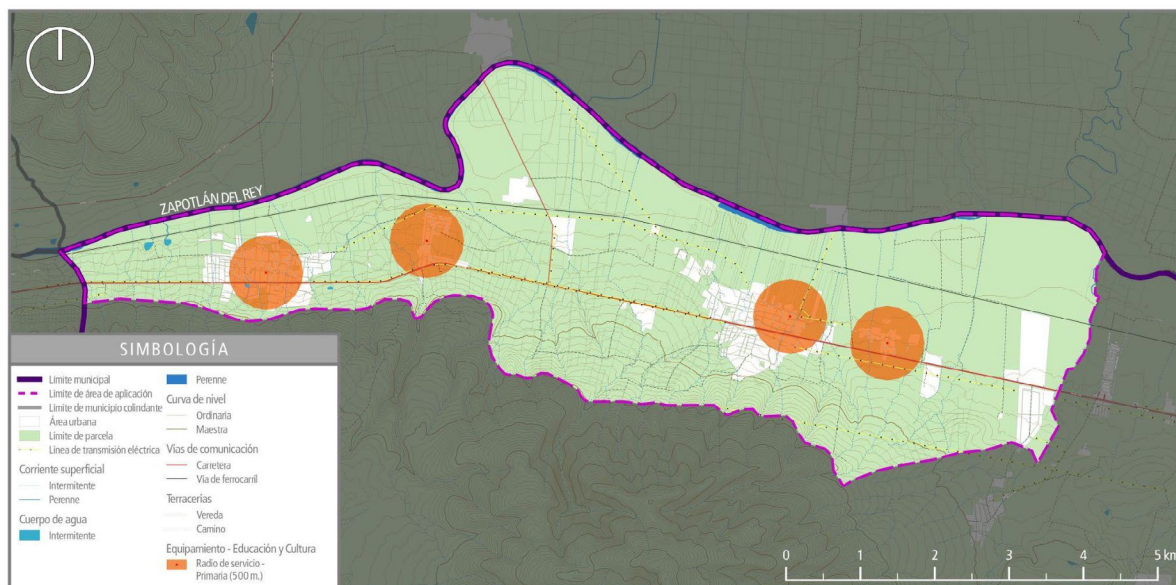 ZAPOTLÁN DEL REY
SIMBOLOGÍA
Límite municipal
Límite de área de aplicación
Límite de municipio colindante
Área urbana
Límite de parcela
Línea de transmisión eléctrica
Corriente superficial
Intermitente
Perenne
Cuerpo de agua
Intermitente
Perenne
Curva de nivel
Ordinaria
Maestra
Vías de comunicación
Carretera
Vía de ferrocarril
Terracerías
Vereda
Camino
Equipamiento - Educación y Cultura
Radio de servicio -
Primaria (500 m.)
0 1 2 3 4 5 km